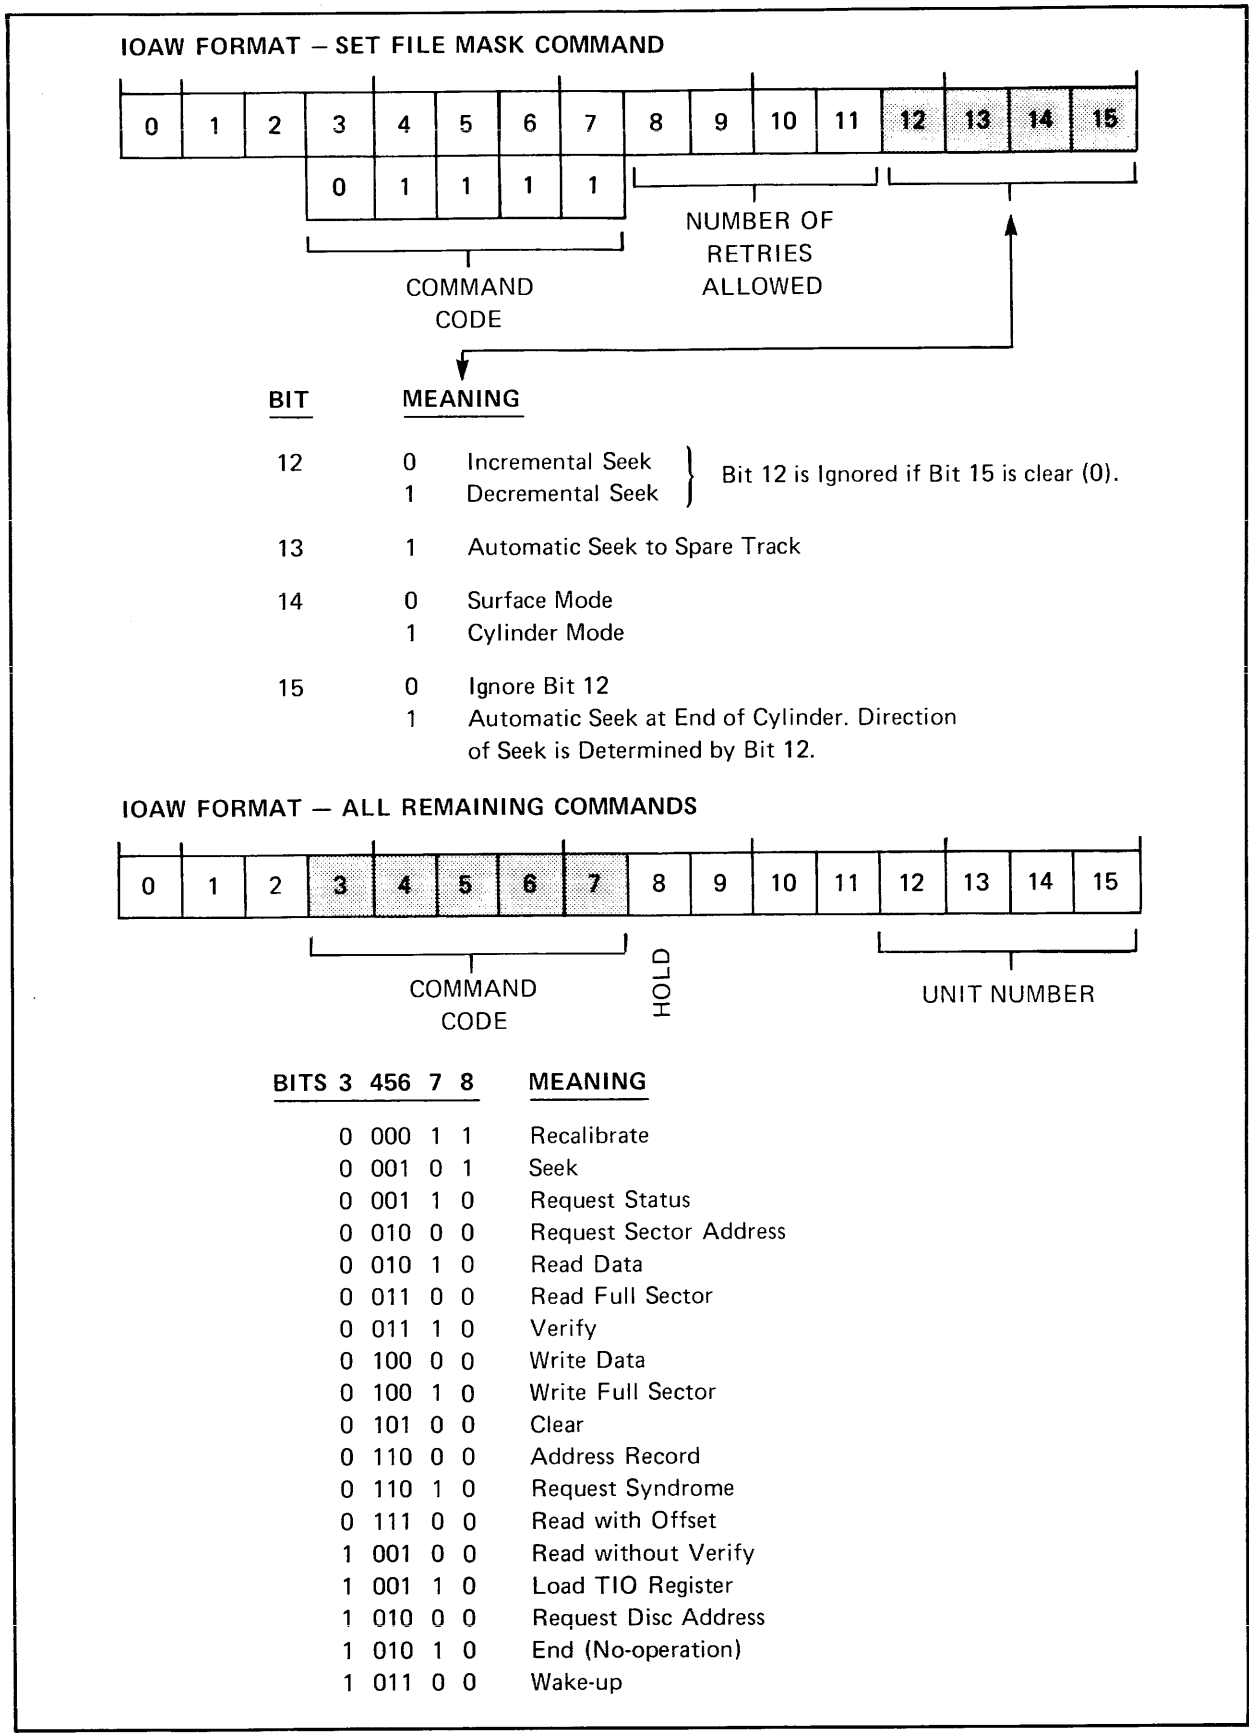 IOAW FORMAT — SET FILE MASK COMMAND
0 1 2 3 4 5 6 7 8 9 10 11 12 13 14 15
0 1 1 1 1
NUMBER OF
RETRIES
ALLOWED
COMMAND
CODE
BIT MEANING
12 0 Incremental Seek
1 Decremental Seek
Bit 12 is Ignored if Bit 15 is clear (0).
13 1 Automatic Seek to Spare Track
14 0 Surface Mode
1 Cylinder Mode
15 0 Ignore Bit 12
1 Automatic Seek at End of Cylinder. Direction
of Seek is Determined by Bit 12.
IOAW FORMAT — ALL REMAINING COMMANDS
0 1 2 3 4 5 6 7 8 9 10 11 12 13 14 15
COMMAND
CODE
HOLD
UNIT NUMBER
BITS 3 456 7 8 MEANING
0 000 1 1 Recalibrate
0 001 0 1 Seek
0 001 1 0 Request Status
0 010 0 0 Request Sector Address
0 010 1 0 Read Data
0 011 0 0 Read Full Sector
0 011 1 0 Verify
0 100 0 0 Write Data
0 100 1 0 Write Full Sector
0 101 0 0 Clear
0 110 0 0 Address Record
0 110 1 0 Request Syndrome
0 111 0 0 Read with Offset
1 001 0 0 Read without Verify
1 001 1 0 Load TIO Register
1 010 0 0 Request Disc Address
1 010 1 0 End (No-operation)
1 011 0 0 Wake-up